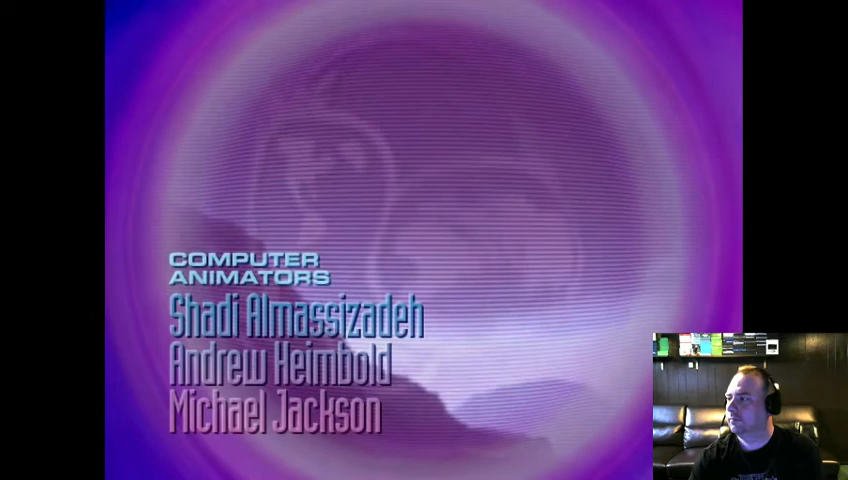 COMPUTER
ANIMATORS
Shadi Almassizadeh
Andrew Heimbold
Michael Jackson